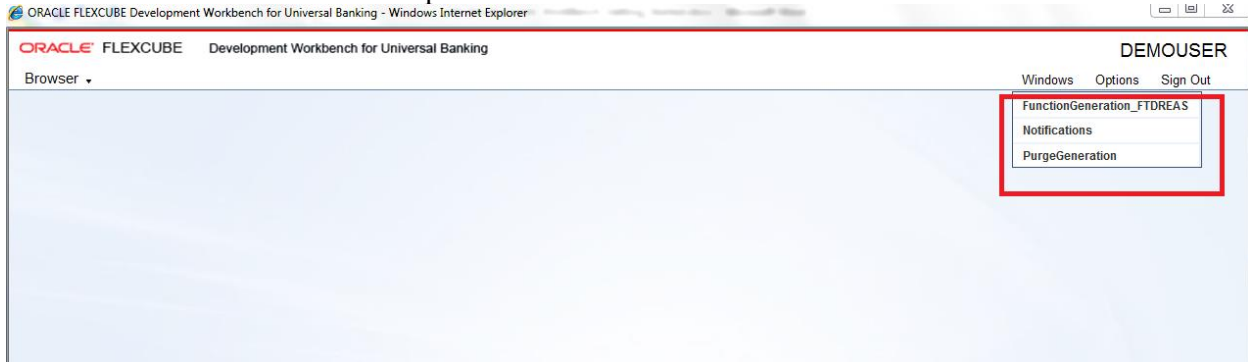 ORACLE FLEXCUBE Development Workbench for Universal Banking - Windows Internet Explorer
ORACLE FLEXCUBE Development Workbench for Universal Banking
DEMOUSER
Browser
Windows Options Sign Out
FunctionGeneration_FTDREAS
Notifications
PurgeGeneration